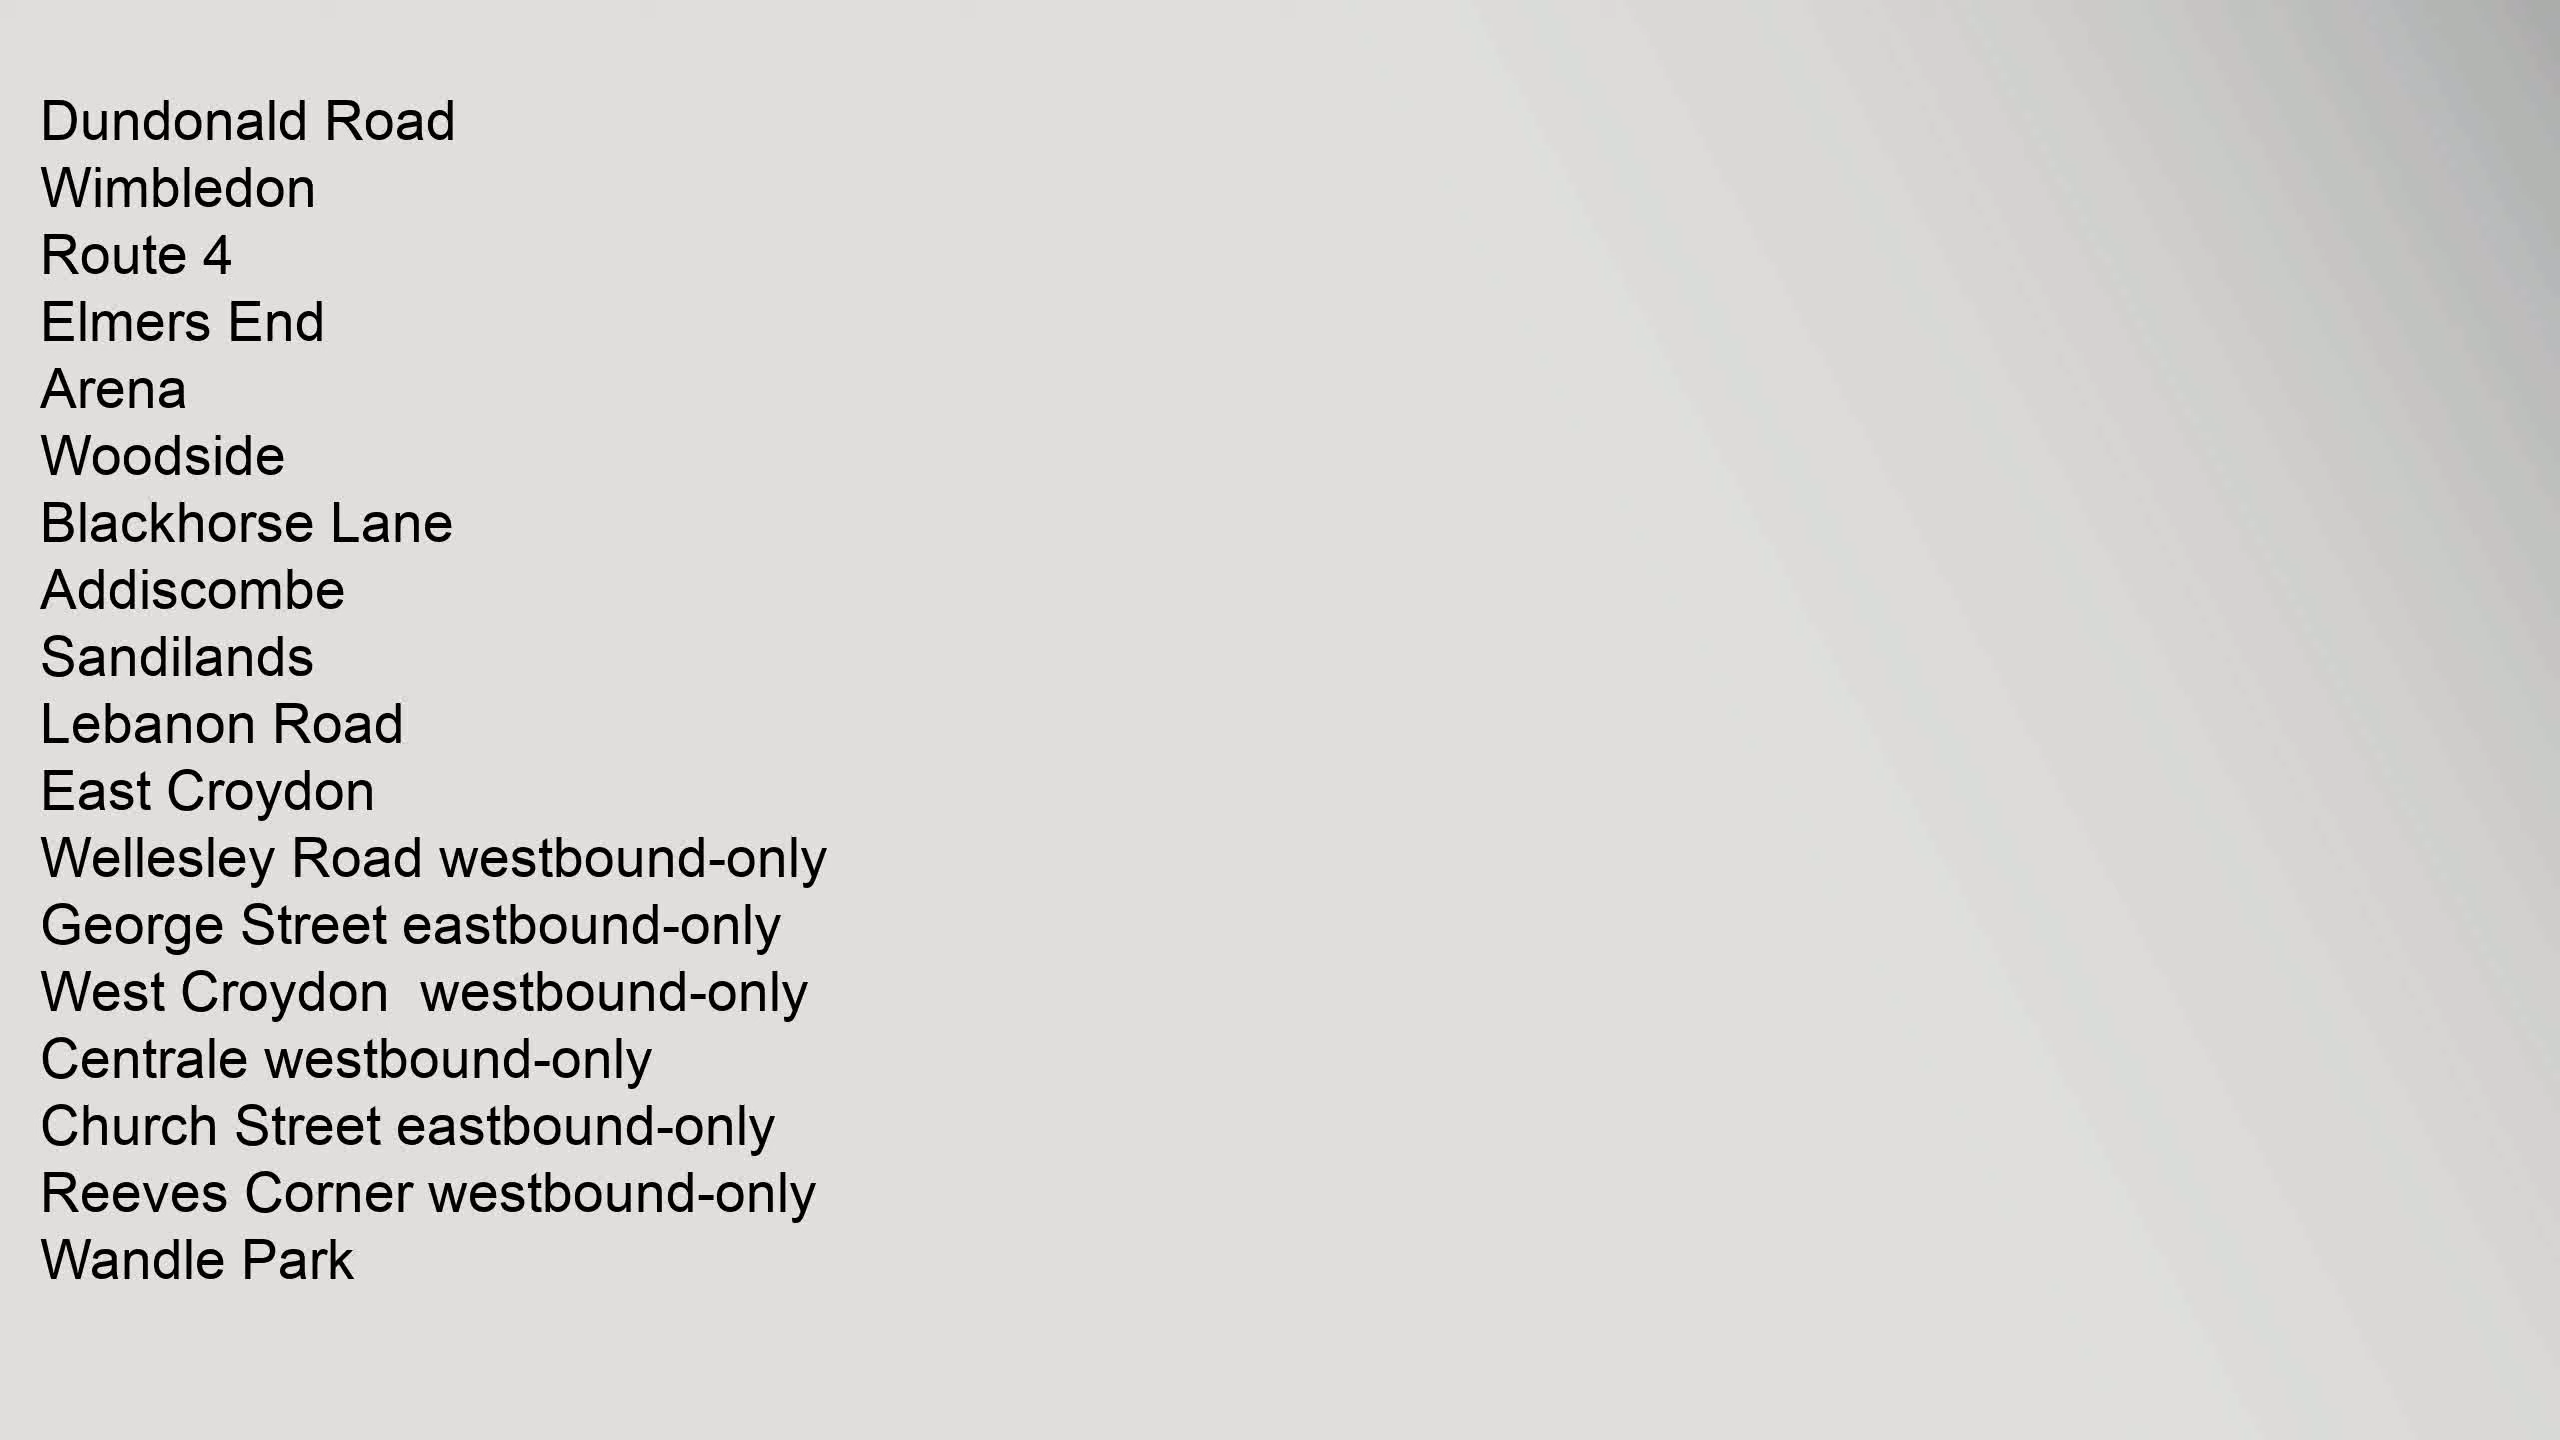 Dundonald Road
Wimbledon
Route 4
Elmers End
Arena
Woodside
Blackhorse Lane
Addiscombe
Sandilands
Lebanon Road
East Croydon
Wellesley Road westbound-only
George Street eastbound-only
West Croydon  westbound-only
Centrale westbound-only
Church Street eastbound-only
Reeves Corner westbound-only
Wandle Park